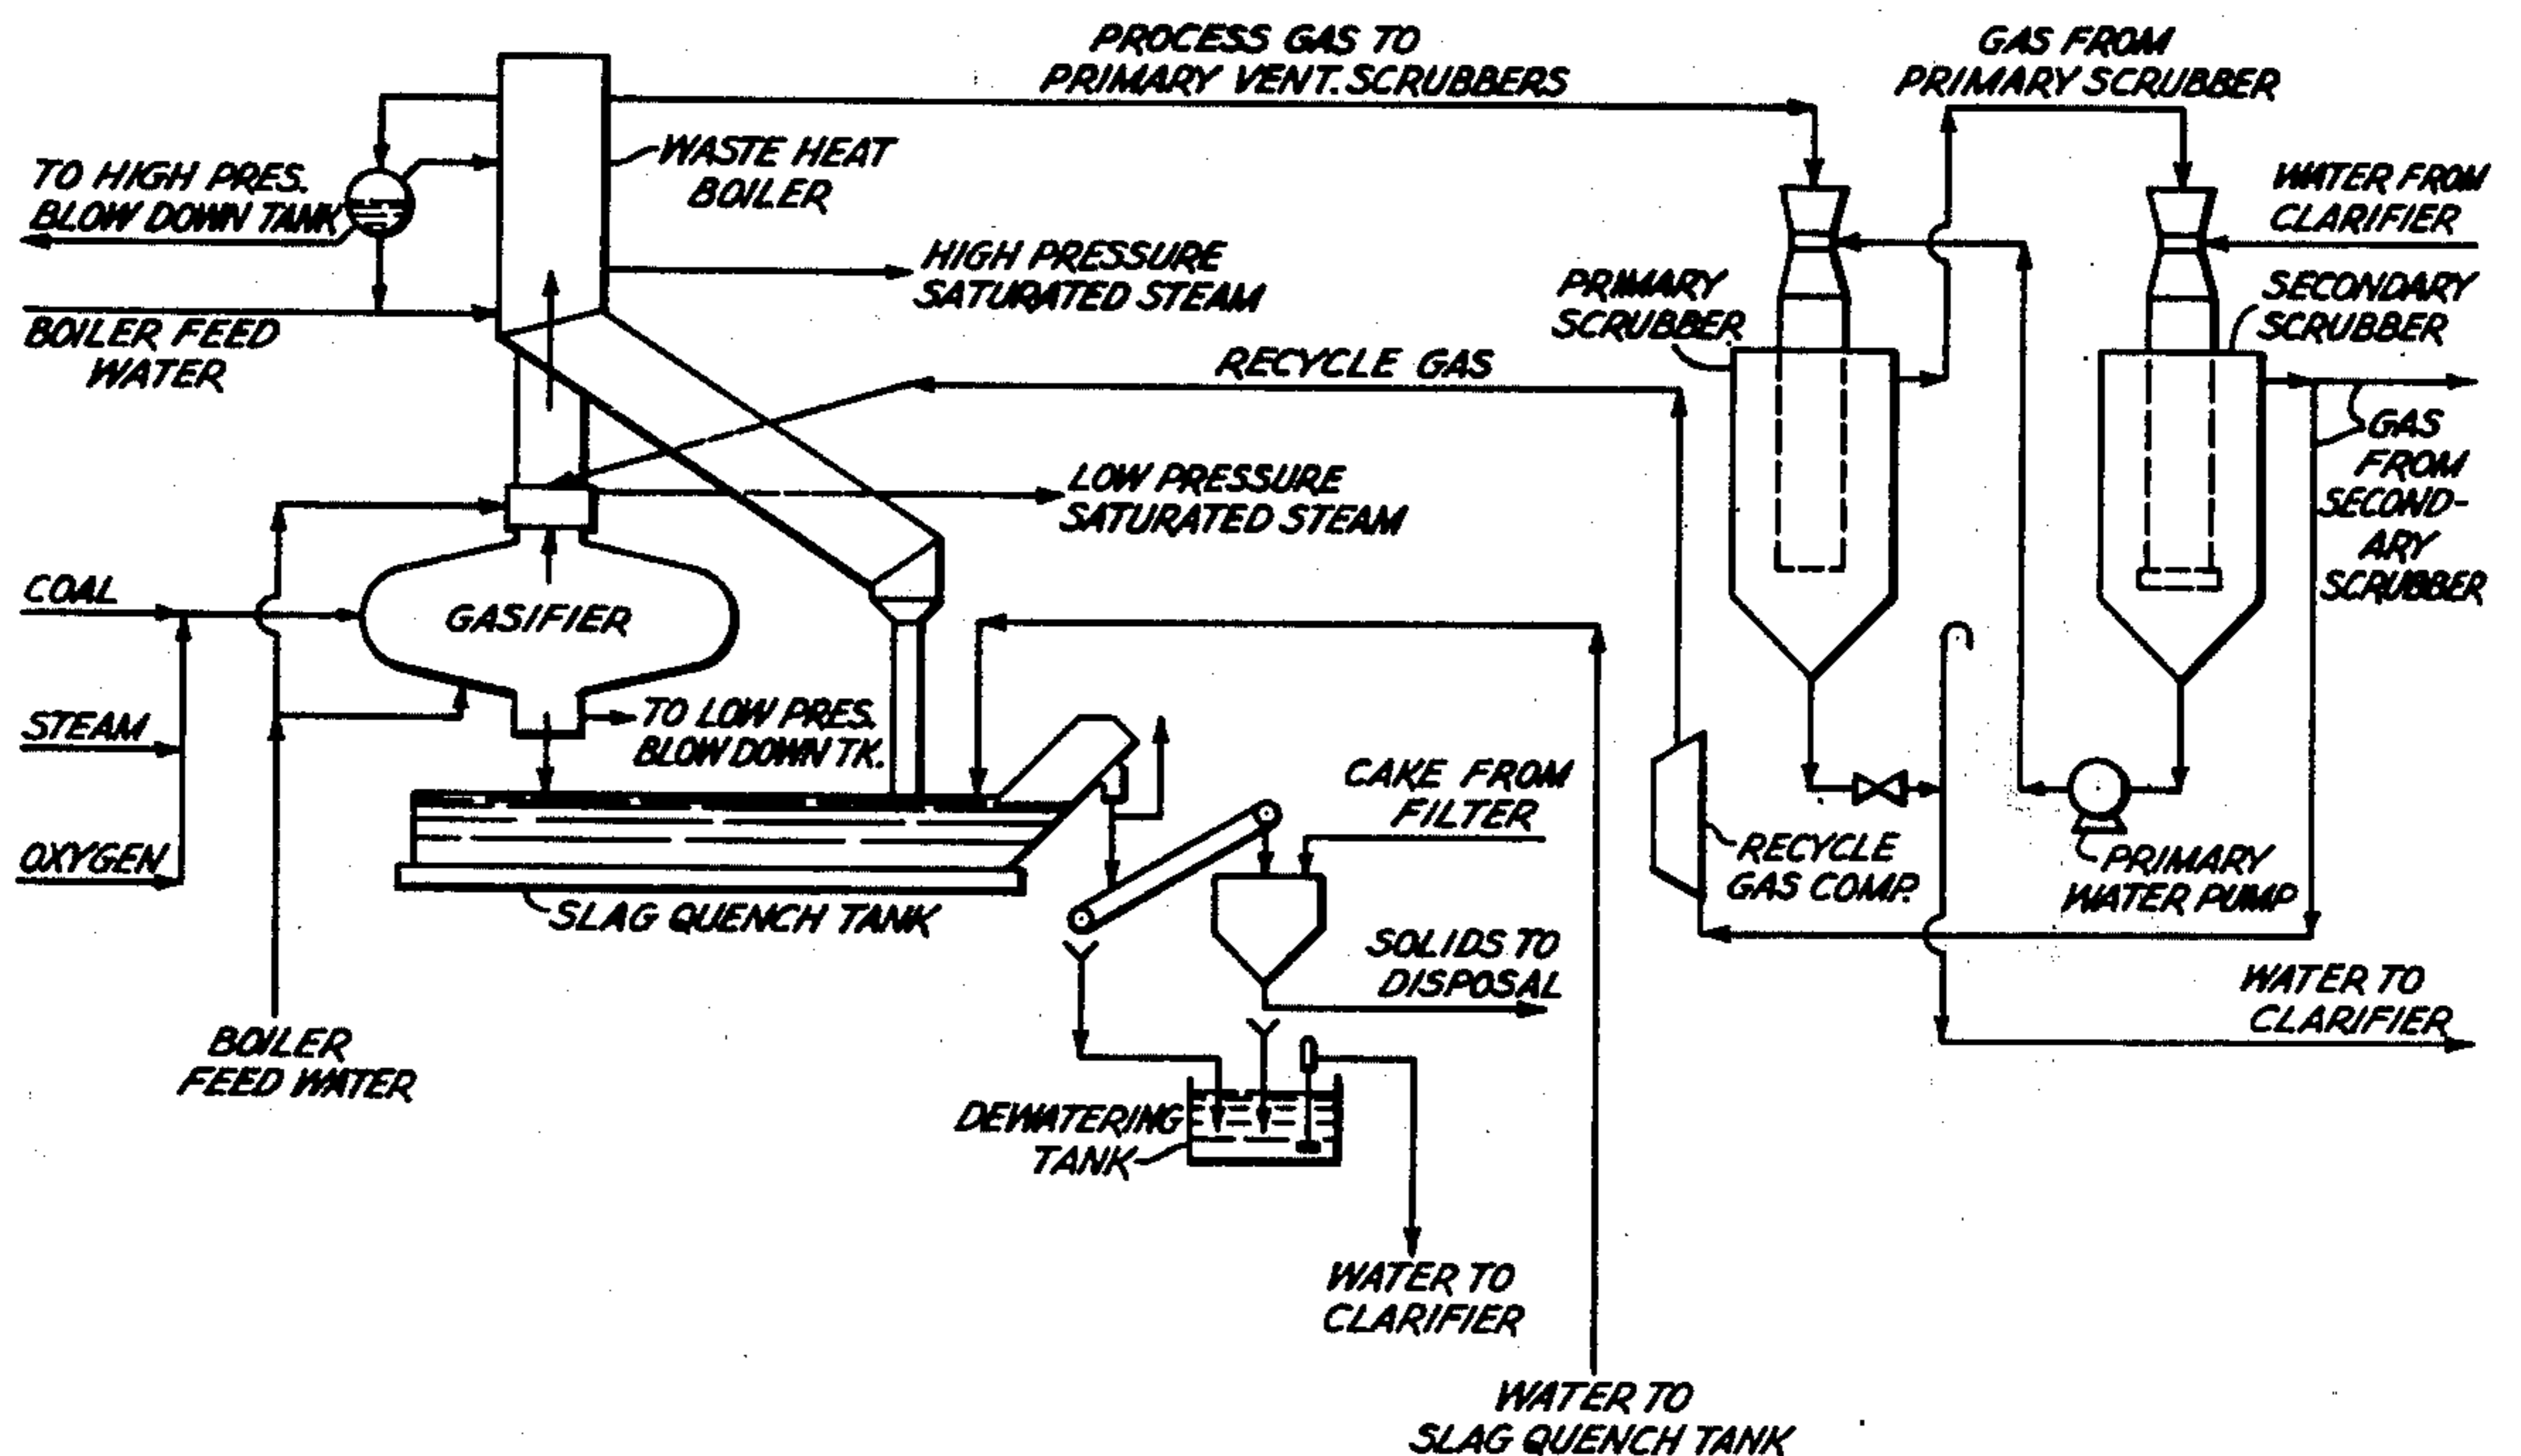 PROCESS GAS TO
PRIMARY VENT. SCRUBBERS
GAS FROM
PRIMARY SCRUBBER
WASTE HEAT
BOILER
TO HIGH PRES.
BLOW DOWN TANK
WATER FROM
CLARIFIER
HIGH PRESSURE
SATURATED STEAM
PRIMARY
SCRUBBER
SECONDARY
SCRUBBER
BOILER FEED
WATER
RECYCLE GAS
GAS
FROM
SECOND-
ARY
SCRUBBER
LOW PRESSURE
SATURATED STEAM
COAL
GASIFIER
STEAM
TO LOW PRES.
BLOW DOWN TK.
CAKE FROM
FILTER
OXYGEN
RECYCLE
GAS COMP.
PRIMARY
WATER PUMP
SLAG QUENCH TANK
SOLIDS TO
DISPOSAL
WATER TO
CLARIFIER
BOILER
FEED WATER
DEWATERING
TANK
WATER TO
CLARIFIER
WATER TO
SLAG QUENCH TANK